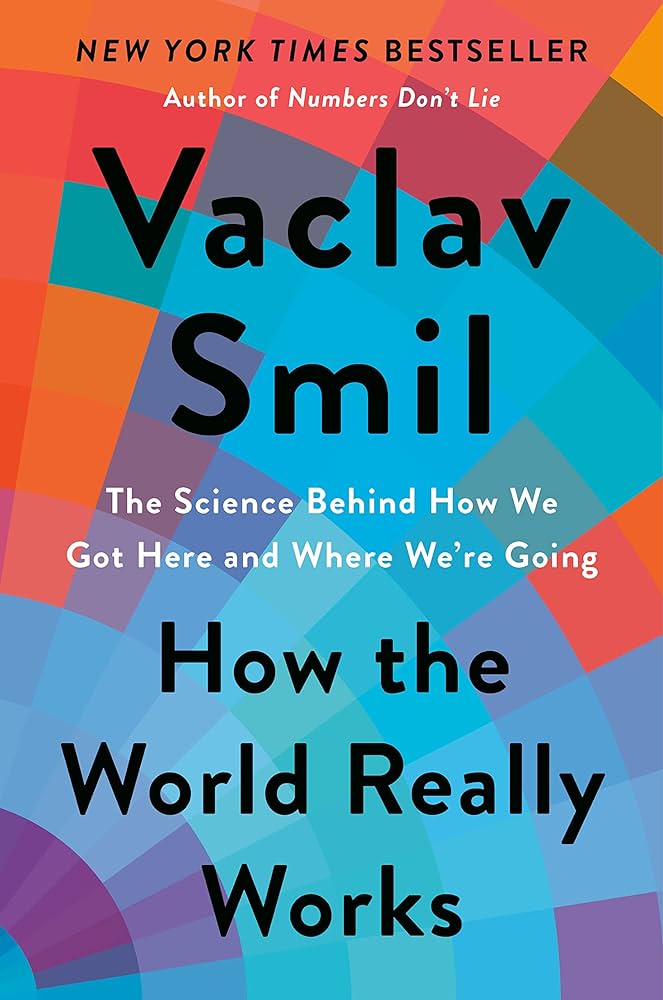 NEW YORK TIMES BESTSELLER
Author of Numbers Don't Lie
Vaclav
Smil
The Science Behind How We
Got Here and Where We're Going
How the
World Really
Works